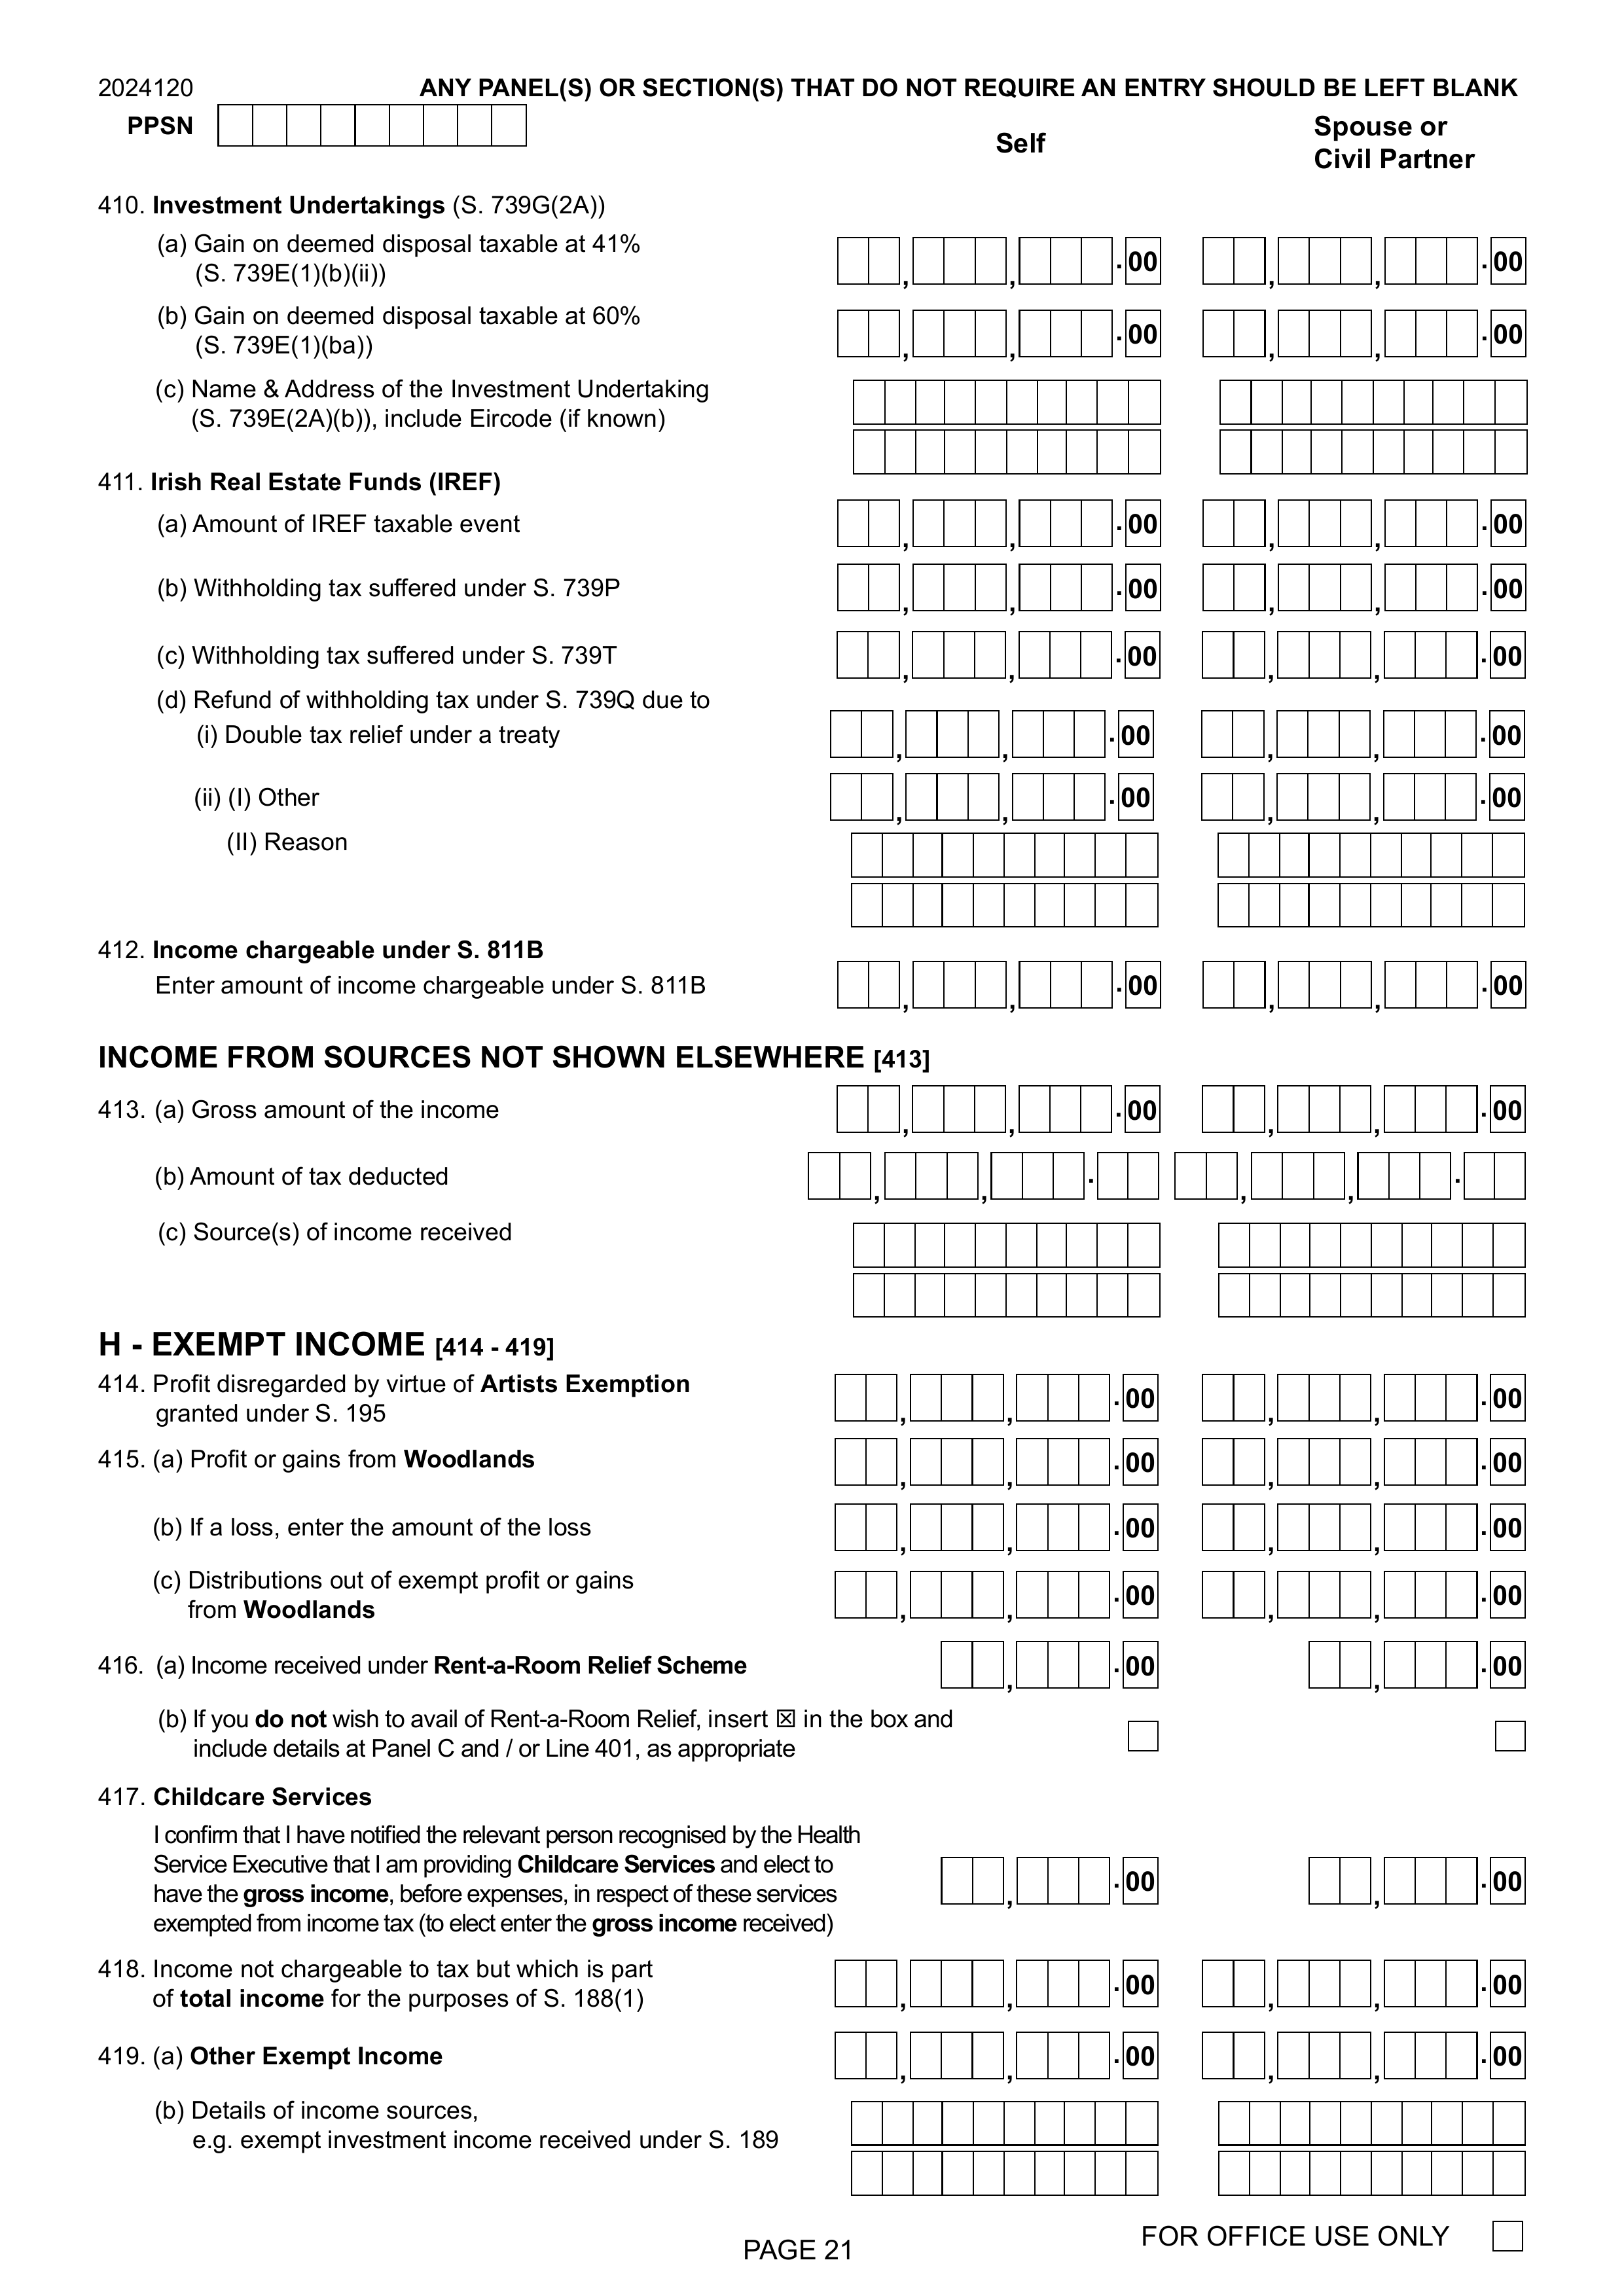 2024120 ANY PANEL(S) OR SECTION(S) THAT DO NOT REQUIRE AN ENTRY SHOULD BE LEFT BLANK
PPSN
Self
Spouse or
Civil Partner
410. Investment Undertakings (S. 739G(2A))
(a) Gain on deemed disposal taxable at 41%
(S. 739E(1)(b)(ii))
, , .00 , , .00
(b) Gain on deemed disposal taxable at 60%
(S. 739E(1)(ba))
, , .00 , , .00
(c) Name & Address of the Investment Undertaking
(S. 739E(2A)(b)), include Eircode (if known)
411. Irish Real Estate Funds (IREF)
(a) Amount of IREF taxable event , , .00 , , .00
(b) Withholding tax suffered under S. 739P , , .00 , , .00
(c) Withholding tax suffered under S. 739T , , .00 , , .00
(d) Refund of withholding tax under S. 739Q due to
(i) Double tax relief under a treaty , , .00 , , .00
(ii) (I) Other , , .00 , , .00
(II) Reason
412. Income chargeable under S. 811B
Enter amount of income chargeable under S. 811B , , .00 , , .00
INCOME FROM SOURCES NOT SHOWN ELSEWHERE [413]
413. (a) Gross amount of the income , , .00 , , .00
(b) Amount of tax deducted , , . , , .
(c) Source(s) of income received
H - EXEMPT INCOME [414 - 419]
414. Profit disregarded by virtue of Artists Exemption
granted under S. 195
, , .00 , , .00
415. (a) Profit or gains from Woodlands , , .00 , , .00
(b) If a loss, enter the amount of the loss , , .00 , , .00
(c) Distributions out of exempt profit or gains
from Woodlands
, , .00 , , .00
416. (a) Income received under Rent-a-Room Relief Scheme , .00 , .00
(b) If you do not wish to avail of Rent-a-Room Relief, insert ☒ in the box and
include details at Panel C and / or Line 401, as appropriate
417. Childcare Services
I confirm that I have notified the relevant person recognised by the Health
Service Executive that I am providing Childcare Services and elect to
have the gross income, before expenses, in respect of these services
exempted from income tax (to elect enter the gross income received)
, .00 , .00
418. Income not chargeable to tax but which is part
of total income for the purposes of S. 188(1)
, , .00 , , .00
419. (a) Other Exempt Income , , .00 , , .00
(b) Details of income sources,
e.g. exempt investment income received under S. 189
PAGE 21
FOR OFFICE USE ONLY